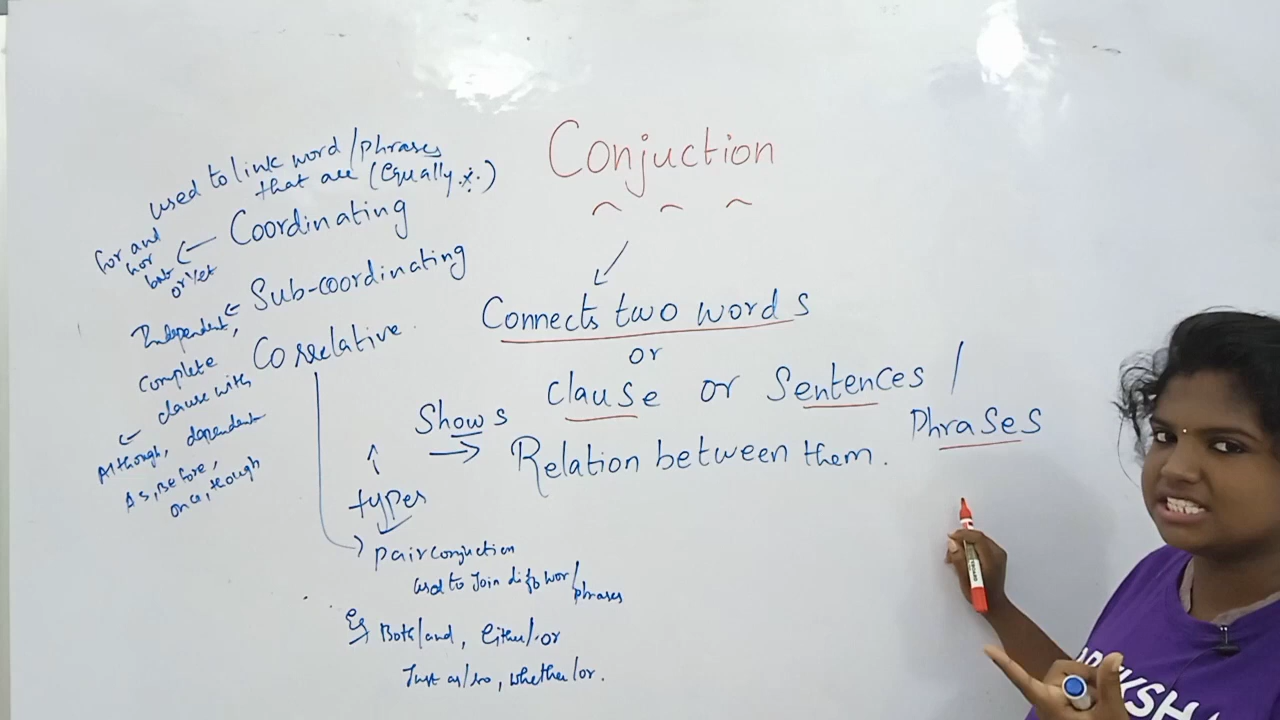 Conjuction
used to link word/phrases
that are (Equally
Coordinating
for and
nor
but
or yet
Sub-coordinating
Independent,
complete
clause with
dependent
Although,
As, Before,
once, though
Correlative
Connects two words
or
clause or Sentences /
Phrases
Shows
Relation between them.
types
pair conjuction
used to Join diff wor/
phrases
Eg Both/and, Either/or
Just as/so, whether/or.